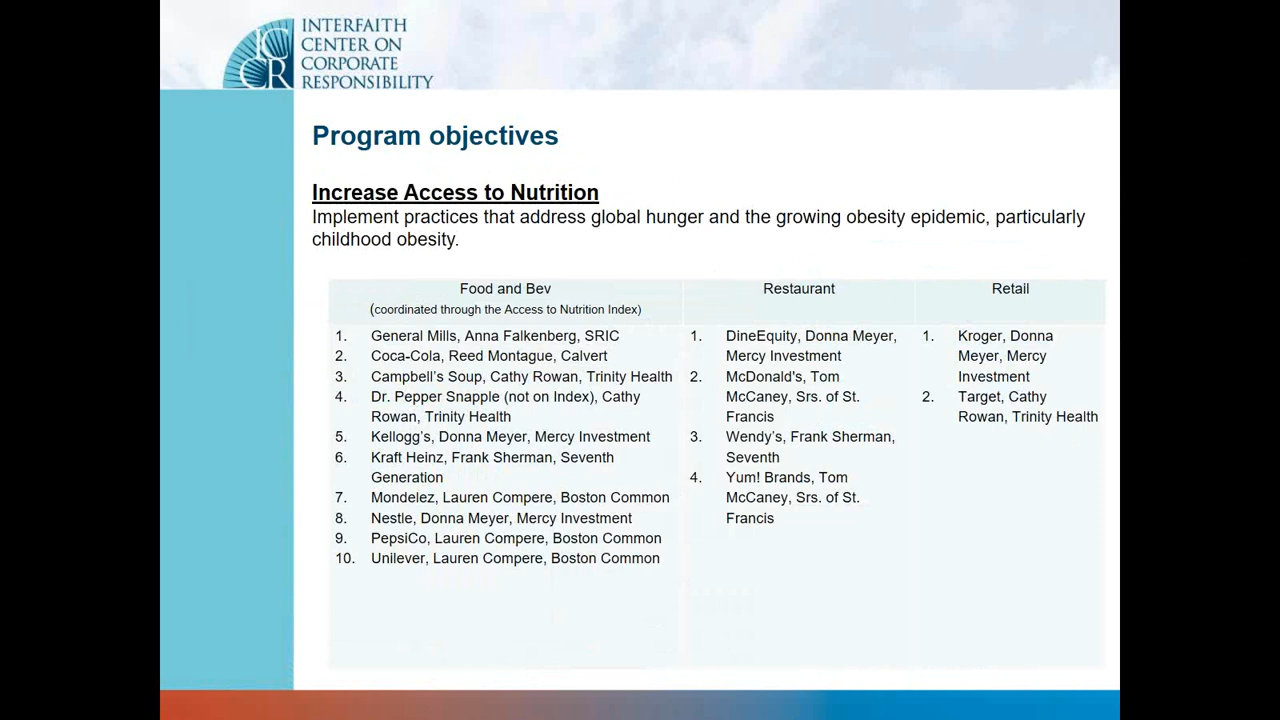 INTERFAITH
CENTER ON
CORPORATE
RESPONSIBILITY
ICCR
Program objectives
Increase Access to Nutrition
Implement practices that address global hunger and the growing obesity epidemic, particularly
childhood obesity.
Food and Bev
(coordinated through the Access to Nutrition Index)
1. General Mills, Anna Falkenberg, SRIC
2. Coca-Cola, Reed Montague, Calvert
3. Campbell's Soup, Cathy Rowan, Trinity Health
4. Dr. Pepper Snapple (not on Index), Cathy
Rowan, Trinity Health
5. Kellogg's, Donna Meyer, Mercy Investment
6. Kraft Heinz, Frank Sherman, Seventh
Generation
7. Mondelez, Lauren Compere, Boston Common
8. Nestle, Donna Meyer, Mercy Investment
9. PepsiCo, Lauren Compere, Boston Common
10. Unilever, Lauren Compere, Boston Common
Restaurant
1. DineEquity, Donna Meyer,
Mercy Investment
2. McDonald's, Tom
McCaney, Srs. of St.
Francis
3. Wendy's, Frank Sherman,
Seventh
4. Yum! Brands, Tom
McCaney, Srs. of St.
Francis
Retail
1. Kroger, Donna
Meyer, Mercy
Investment
2. Target, Cathy
Rowan, Trinity Health